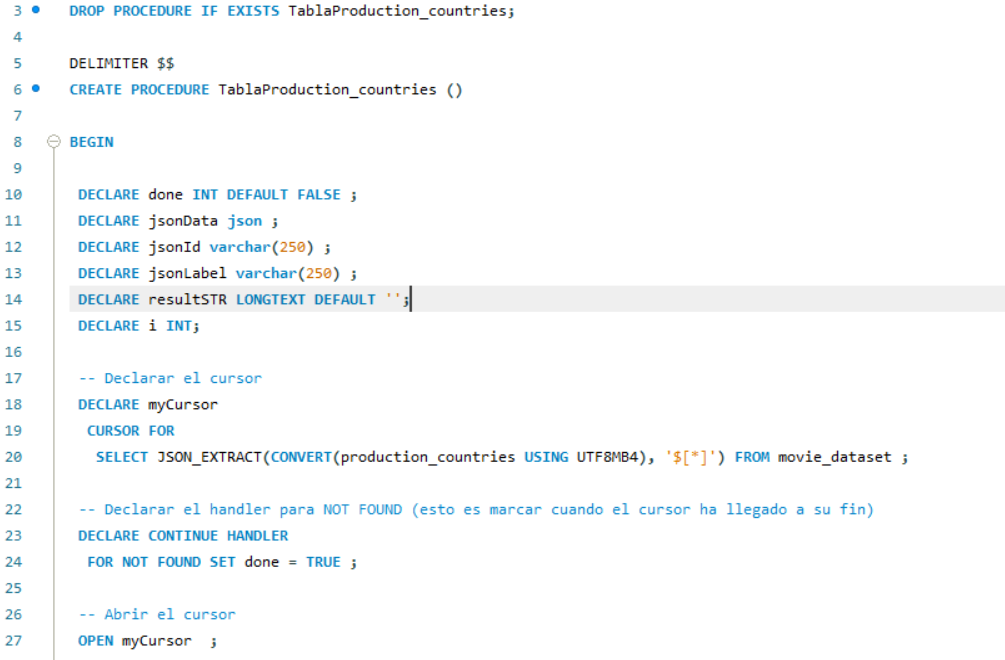 3 DROP PROCEDURE IF EXISTS TablaProduction_countries;
4
5 DELIMITER $$
6 CREATE PROCEDURE TablaProduction_countries ()
7
8 BEGIN
9
10 DECLARE done INT DEFAULT FALSE ;
11 DECLARE jsonData json ;
12 DECLARE jsonId varchar(250) ;
13 DECLARE jsonLabel varchar(250) ;
14 DECLARE resultSTR LONGTEXT DEFAULT '';
15 DECLARE i INT;
16
17 -- Declarar el cursor
18 DECLARE myCursor
19 CURSOR FOR
20 SELECT JSON_EXTRACT(CONVERT(production_countries USING UTF8MB4), '$[*]') FROM movie_dataset ;
21
22 -- Declarar el handler para NOT FOUND (esto es marcar cuando el cursor ha llegado a su fin)
23 DECLARE CONTINUE HANDLER
24 FOR NOT FOUND SET done = TRUE ;
25
26 -- Abrir el cursor
27 OPEN myCursor ;